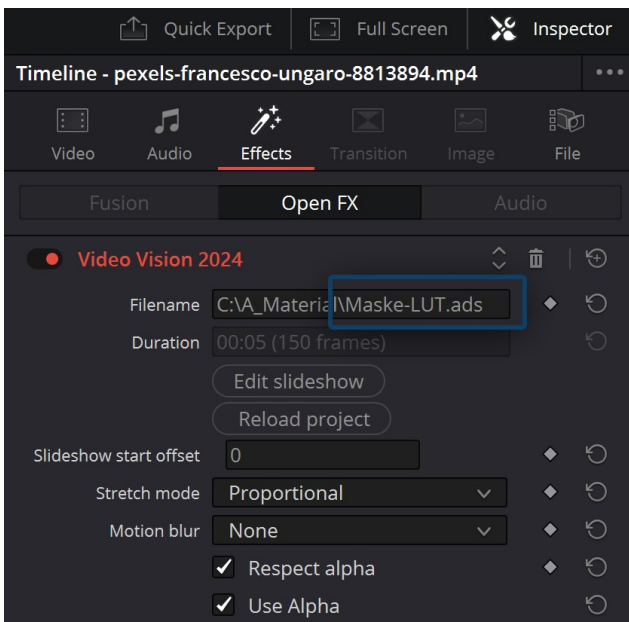 Quick Export Full Screen Inspector
Timeline - pexels-francesco-ungaro-8813894.mp4
Video Audio Effects Transition Image File
Fusion Open FX Audio
Video Vision 2024
Filename C:\A_Material\Maske-LUT.ads
Duration 00:05 (150 frames)
Edit slideshow
Reload project
Slideshow start offset 0
Stretch mode Proportional
Motion blur None
Respect alpha
Use Alpha